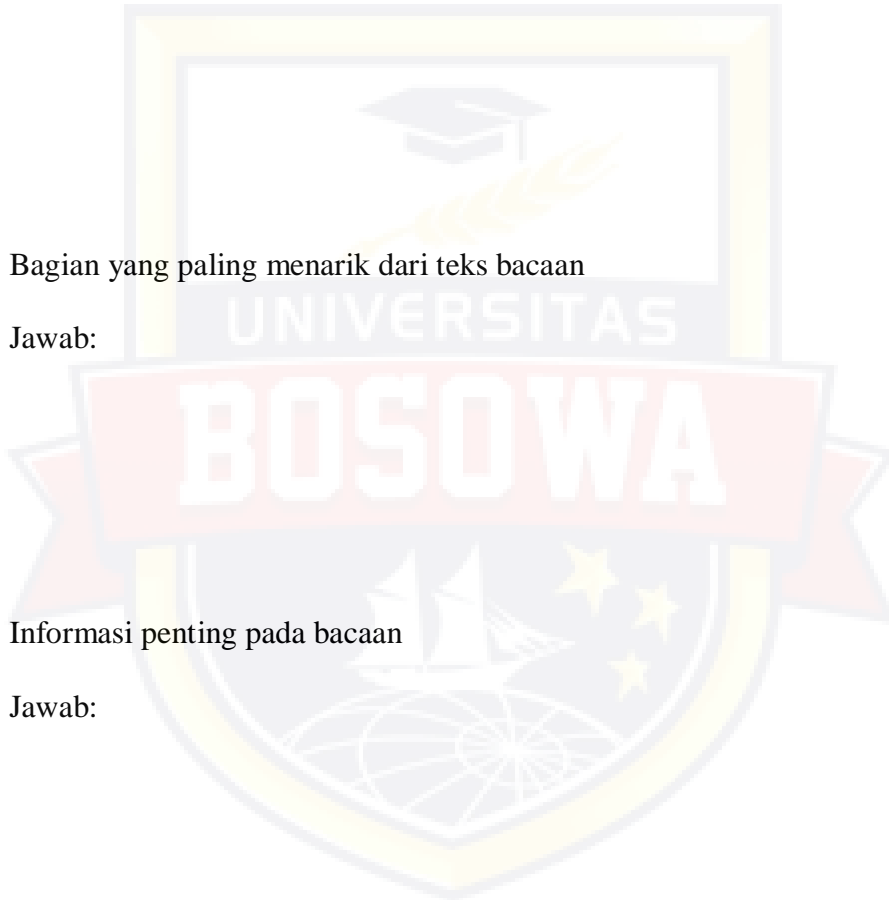 Bagian yang paling menarik dari teks bacaan
UNIVERSITAS
Jawab:
BOSOWA
Informasi penting pada bacaan
Jawab: